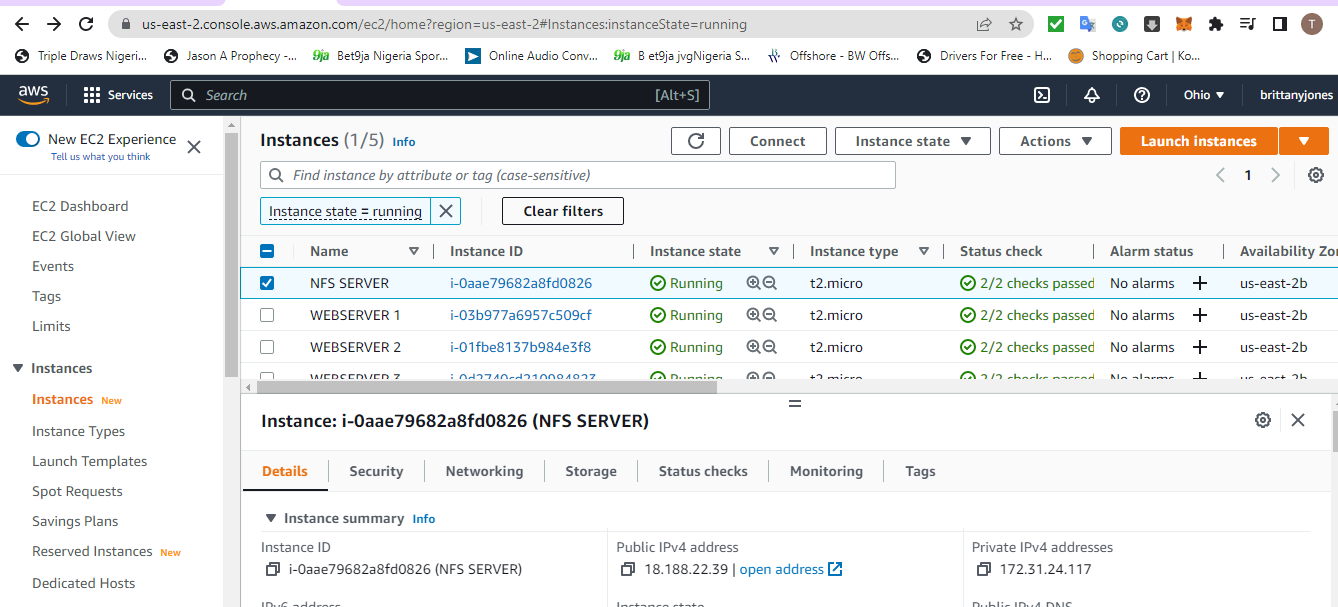 us-east-2.console.aws.amazon.com/ec2/home?region=us-east-2#Instances:instanceState=running
T
Triple Draws Nigeri...
Jason A Prophecy -...
9ja Bet9ja Nigeria Spor...
Online Audio Conv...
9ja B et9ja jvgNigeria S...
Offshore - BW Offs...
Drivers For Free - H...
Shopping Cart | Ko...
aws
Services
Search
[Alt+S]
Ohio
brittanyjones
New EC2 Experience
Tell us what you think
EC2 Dashboard
EC2 Global View
Events
Tags
Limits
Instances
Instances New
Instance Types
Launch Templates
Spot Requests
Savings Plans
Reserved Instances New
Dedicated Hosts
Instances (1/5) Info
Connect
Instance state
Actions
Launch instances
Find instance by attribute or tag (case-sensitive)
1
Instance state = running
Clear filters
Name Instance ID Instance state Instance type Status check Alarm status Availability Zo
NFS SERVER i-0aae79682a8fd0826 Running t2.micro 2/2 checks passed No alarms us-east-2b
WEBSERVER 1 i-03b977a6957c509cf Running t2.micro 2/2 checks passed No alarms us-east-2b
WEBSERVER 2 i-01fbe8137b984e3f8 Running t2.micro 2/2 checks passed No alarms us-east-2b
WEBSERVER 3 Running t2.micro 2/2 checks passed No alarms us-east-2b
Instance: i-0aae79682a8fd0826 (NFS SERVER)
Details
Security
Networking
Storage
Status checks
Monitoring
Tags
Instance summary Info
Instance ID
i-0aae79682a8fd0826 (NFS SERVER)
Public IPv4 address
18.188.22.39 | open address
Private IPv4 addresses
172.31.24.117
IPv6 address
Instance state
Public IPv4 DNS